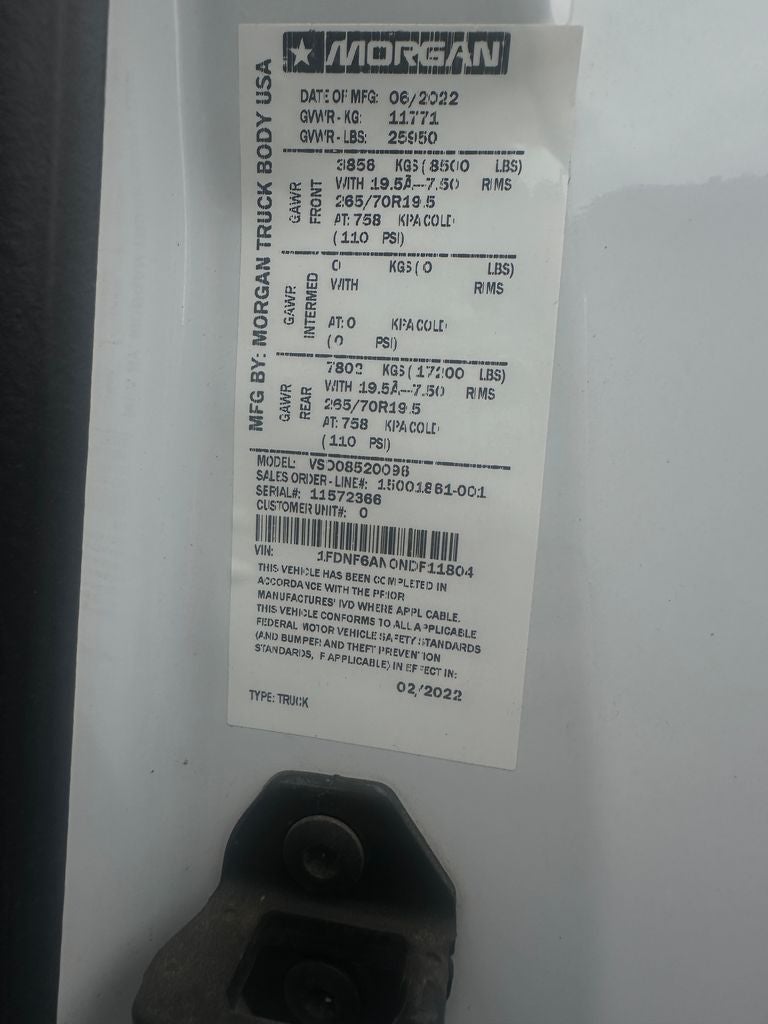 MORGAN
MFG BY: MORGAN TRUCK BODY USA
DATE OF MFG: 06/2022
GVWR - KG: 11771
GVWR - LBS: 25950
GAWR FRONT
3856 KGS ( 8500 LBS)
WITH 19.5 7.50 RIMS
265/70R19.5
AT: 758 KPA COLD
( 110 PSI)
GAWR INTERMED
0 KGS ( 0 LBS)
WITH RIMS
AT: 0 KPA COLD
( 0 PSI)
GAWR REAR
7802 KGS ( 17200 LBS)
WITH 19.5 7.50 RIMS
265/70R19.5
AT: 758 KPA COLD
( 110 PSI)
MODEL:
SALES ORDER - LINE#: 15001861-001
SERIAL#: 11572366
CUSTOMER UNIT#: 0
VIN: 1FDNF6AN0NDF11804
THIS VEHICLE HAS BEEN COMPLETED IN
ACCORDANCE WITH THE PRIOR
MANUFACTURES' IVD WHERE APPLICABLE.
THIS VEHICLE CONFORMS TO ALL APPLICABLE
FEDERAL MOTOR VEHICLE SAFETY STANDARDS
(AND BUMPER AND THEFT PREVENTION
STANDARDS, IF APPLICABLE) IN EFFECT IN:
02/2022
TYPE: TRUCK